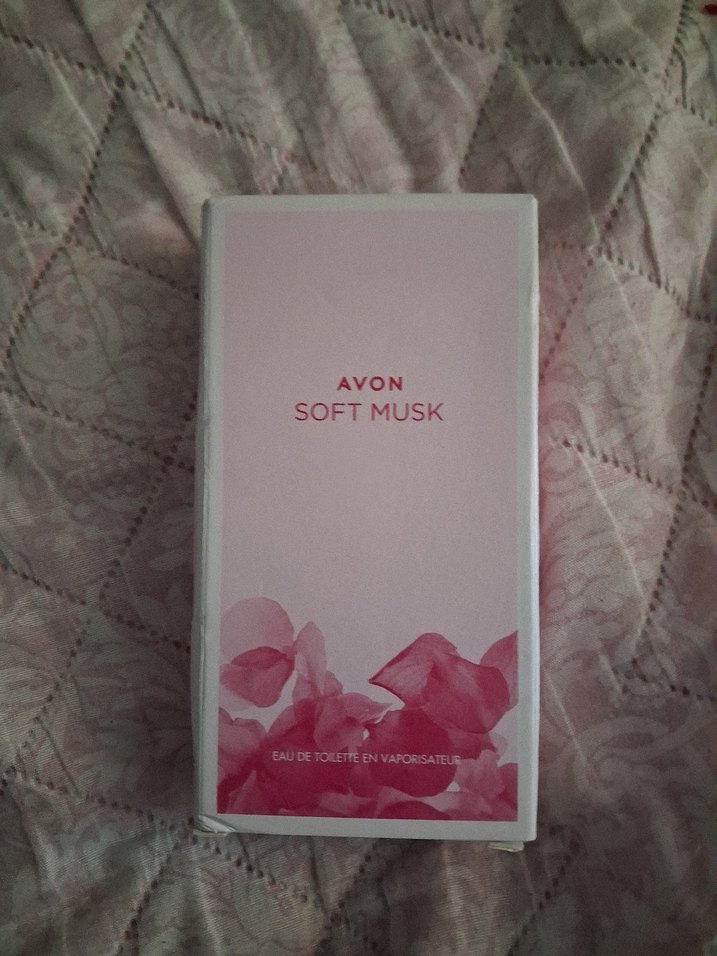 AVON
SOFT MUSK
EAU DE TOILETTE EN VAPORISATEUR